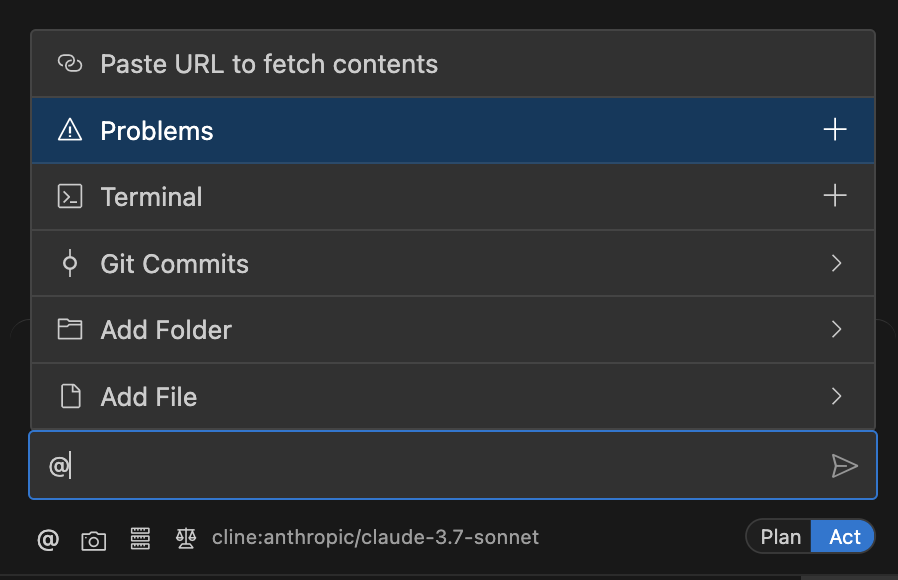 Paste URL to fetch contents
Problems
Terminal
Git Commits
Add Folder
Add File
@
@ cline:anthropic/claude-3.7-sonnet Plan Act